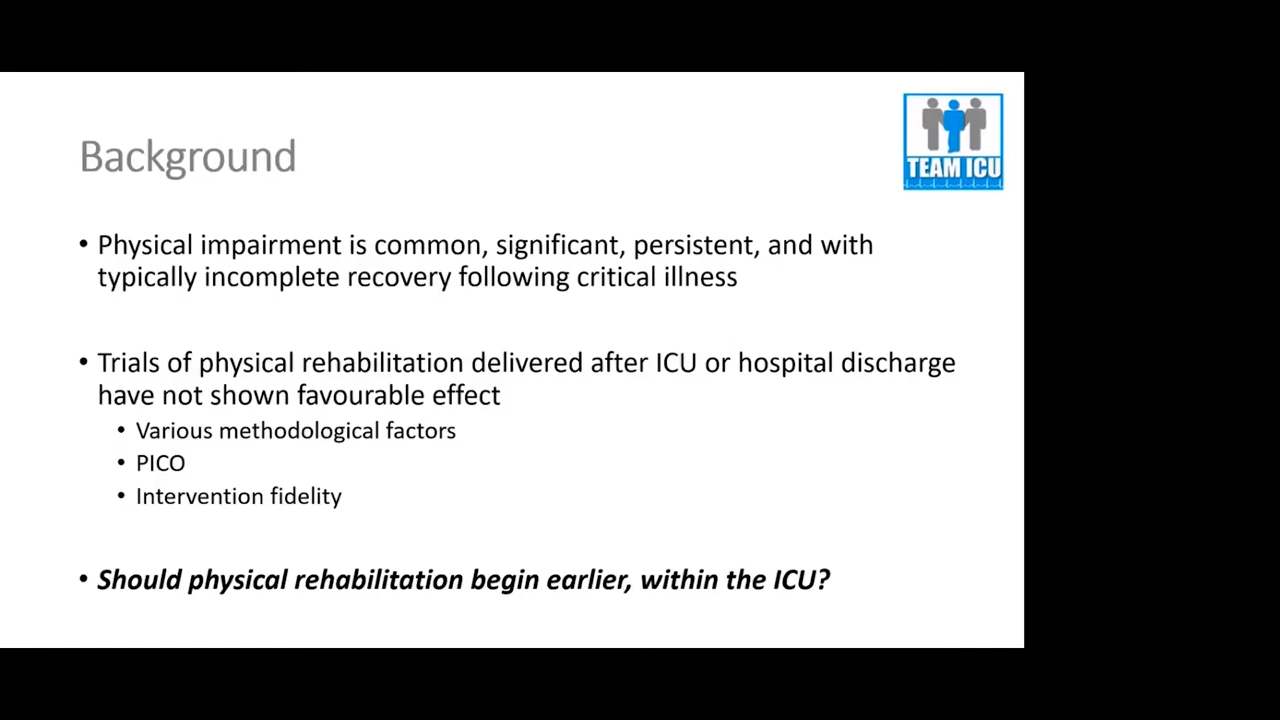 Background
TEAM ICU
• Physical impairment is common, significant, persistent, and with
typically incomplete recovery following critical illness
• Trials of physical rehabilitation delivered after ICU or hospital discharge
have not shown favourable effect
• Various methodological factors
• PICO
• Intervention fidelity
• Should physical rehabilitation begin earlier, within the ICU?